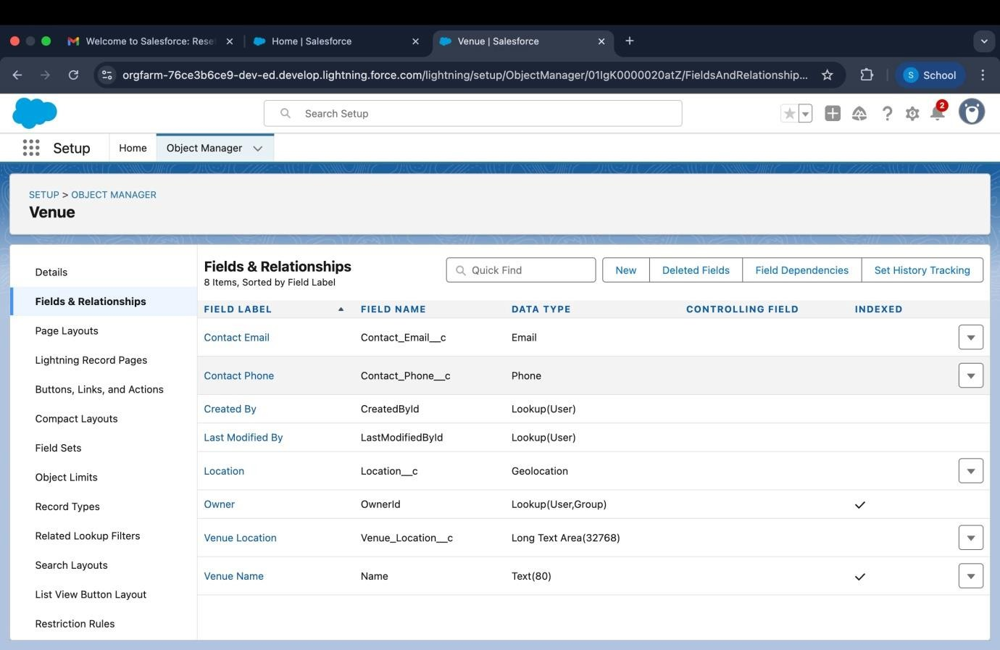 Welcome to Salesforce: Rese
Home | Salesforce
Venue | Salesforce
orgfarm-76ce3b6ce9-dev-ed.develop.lightning.force.com/lightning/setup/ObjectManager/01IgK0000020atZ/FieldsAndRelationship...
S School
Search Setup
2
Setup Home Object Manager
SETUP > OBJECT MANAGER
Venue
Details
Fields & Relationships
Page Layouts
Lightning Record Pages
Buttons, Links, and Actions
Compact Layouts
Field Sets
Object Limits
Record Types
Related Lookup Filters
Search Layouts
List View Button Layout
Restriction Rules
Fields & Relationships
8 Items, Sorted by Field Label
Quick Find
New Deleted Fields Field Dependencies Set History Tracking
FIELD LABEL FIELD NAME DATA TYPE CONTROLLING FIELD INDEXED
Contact Email Contact_Email__c Email
Contact Phone Contact_Phone__c Phone
Created By CreatedById Lookup(User)
Last Modified By LastModifiedById Lookup(User)
Location Location__c Geolocation
Owner OwnerId Lookup(User,Group)
Venue Location Venue_Location__c Long Text Area(32768)
Venue Name Name Text(80)